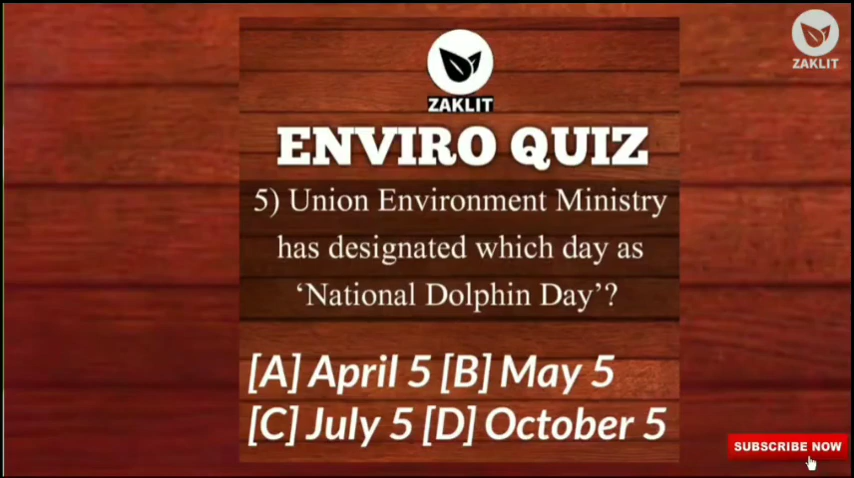 ZAKLIT
ZAKLIT
ENVIRO QUIZ
5) Union Environment Ministry
has designated which day as
‘National Dolphin Day’?
[A] April 5 [B] May 5
[C] July 5 [D] October 5
SUBSCRIBE NOW